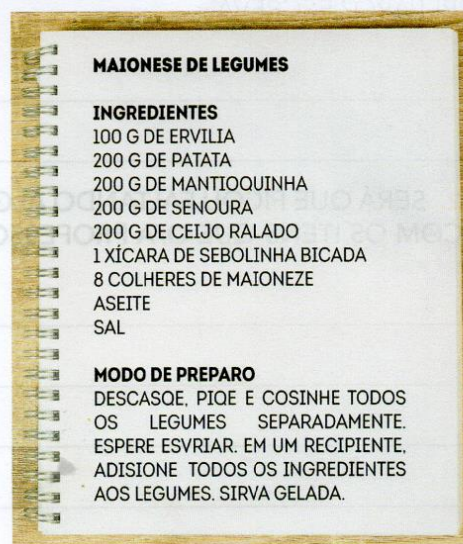 MAIONESE DE LEGUMES
INGREDIENTES
100 G DE ERVILIA
200 G DE PATATA
200 G DE MANTIOQUINHA
200 G DE SENOURA
200 G DE CEIJO RALADO
1 XÍCARA DE SEBOLINHA BICADA
8 COLHERES DE MAIONEZE
ASEITE
SAL
MODO DE PREPARO
DESCASQE, PIQE E COSINHE TODOS
OS LEGUMES SEPARADAMENTE.
ESPERE ESVRIAR. EM UM RECIPIENTE,
ADISIONE TODOS OS INGREDIENTES
AOS LEGUMES. SIRVA GELADA.